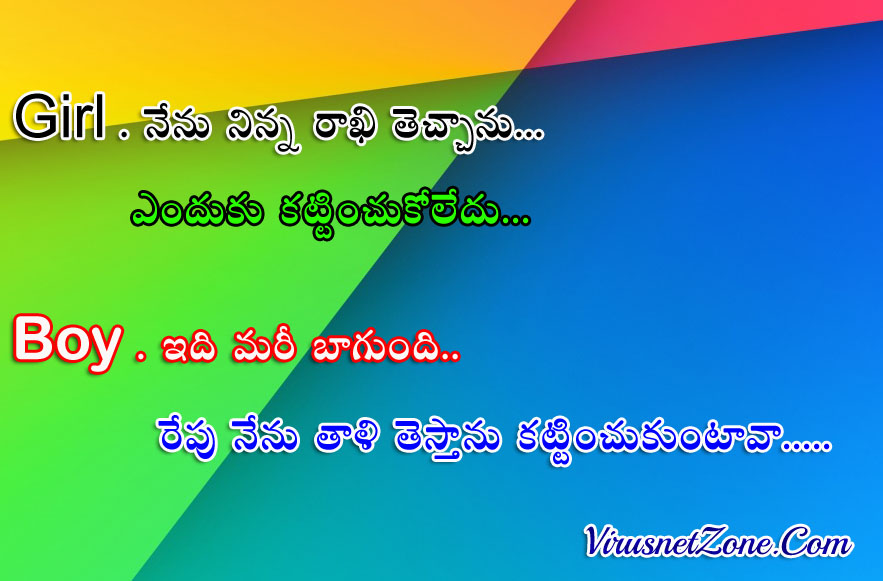 Girl . నేను నిన్న రాఖి తెచ్చాను...
ఎందుకు కట్టించుకోలేదు...
Boy . ఇది మరీ బాగుంది..
రేపు నేను తాళి తెస్తాను కట్టించుకుంటావా.....
VirusnetZone.Com